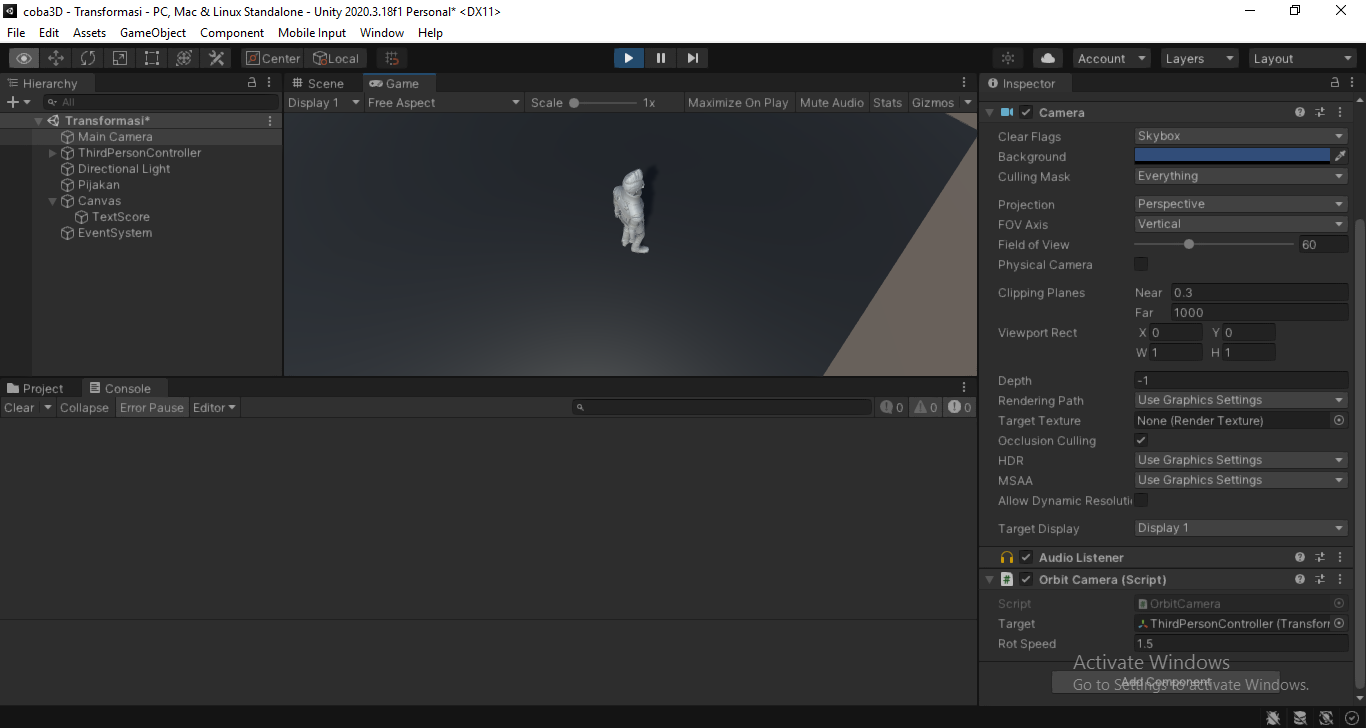 coba3D - Transformasi - PC, Mac & Linux Standalone - Unity 2020.3.18f1 Personal* <DX11>
File Edit Assets GameObject Component Mobile Input Window Help
Center Local Account Layers Layout
Hierarchy Scene Game Inspector
All Display 1 Free Aspect Scale 1x Maximize On Play Mute Audio Stats Gizmos
Transformasi*
Main Camera
ThirdPersonController
Directional Light
Pijakan
Canvas
TextScore
EventSystem
Project Console
Clear Collapse Error Pause Editor 0 0 0
Camera
Clear Flags Skybox
Background
Culling Mask Everything
Projection Perspective
FOV Axis Vertical
Field of View 60
Physical Camera
Clipping Planes Near 0.3
Far 1000
Viewport Rect X 0 Y 0
W 1 H 1
Depth -1
Rendering Path Use Graphics Settings
Target Texture None (Render Texture)
Occlusion Culling
HDR Use Graphics Settings
MSAA Use Graphics Settings
Allow Dynamic Resoluti
Target Display Display 1
Audio Listener
# Orbit Camera (Script)
Script OrbitCamera
Target ThirdPersonController (Transforr
Rot Speed 1.5
Add Component
Activate Windows
Go to Settings to activate Windows.